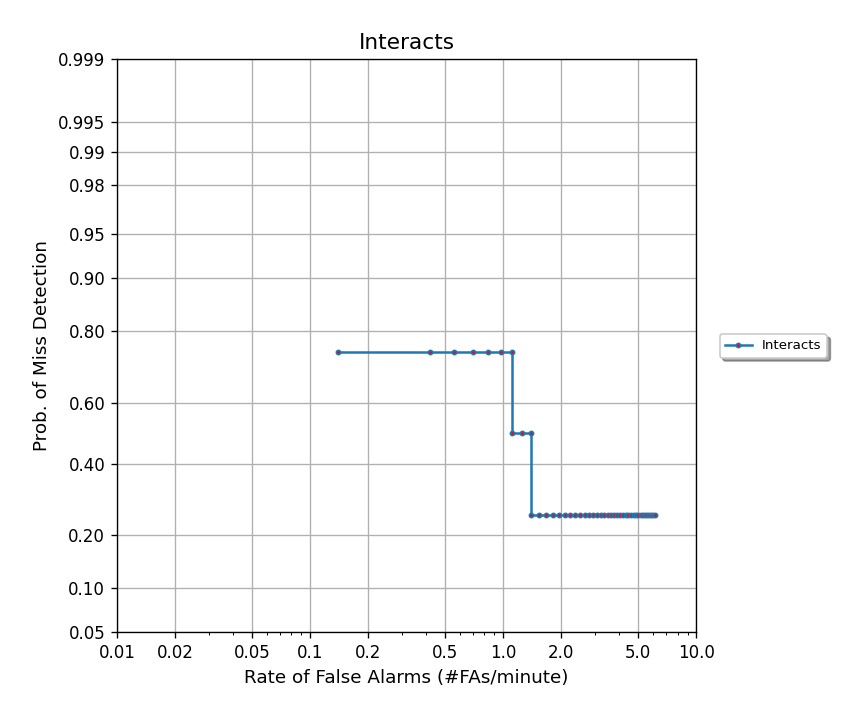 Interacts
0.999
0.995
0.99
0.98
0.95
0.90
0.80
0.60
0.40
0.20
0.10
0.05
Prob. of Miss Detection
0.01 0.02 0.05 0.1 0.2 0.5 1.0 2.0 5.0 10.0
Rate of False Alarms (#FAs/minute)
Interacts